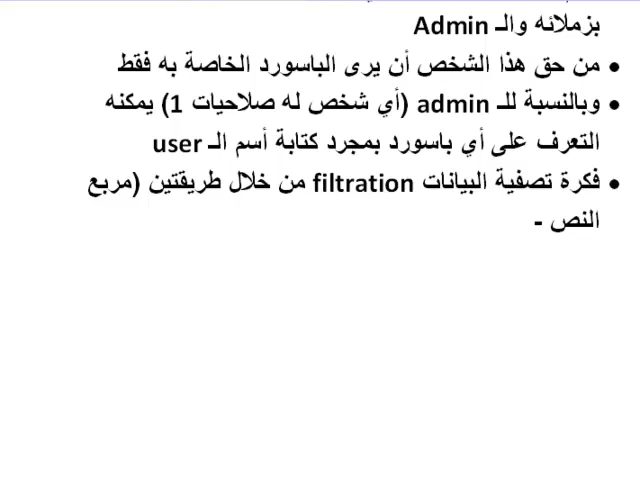 بزملائه والـ Admin
• من حق هذا الشخص أن يرى الباسورد الخاصة به فقط
• وبالنسبة للـ admin (أي شخص له صلاحيات 1) يمكنه
التعرف على أي باسورد بمجرد كتابة أسم الـ user
• فكرة تصفية البيانات filtration من خلال طريقتين (مربع
النص -